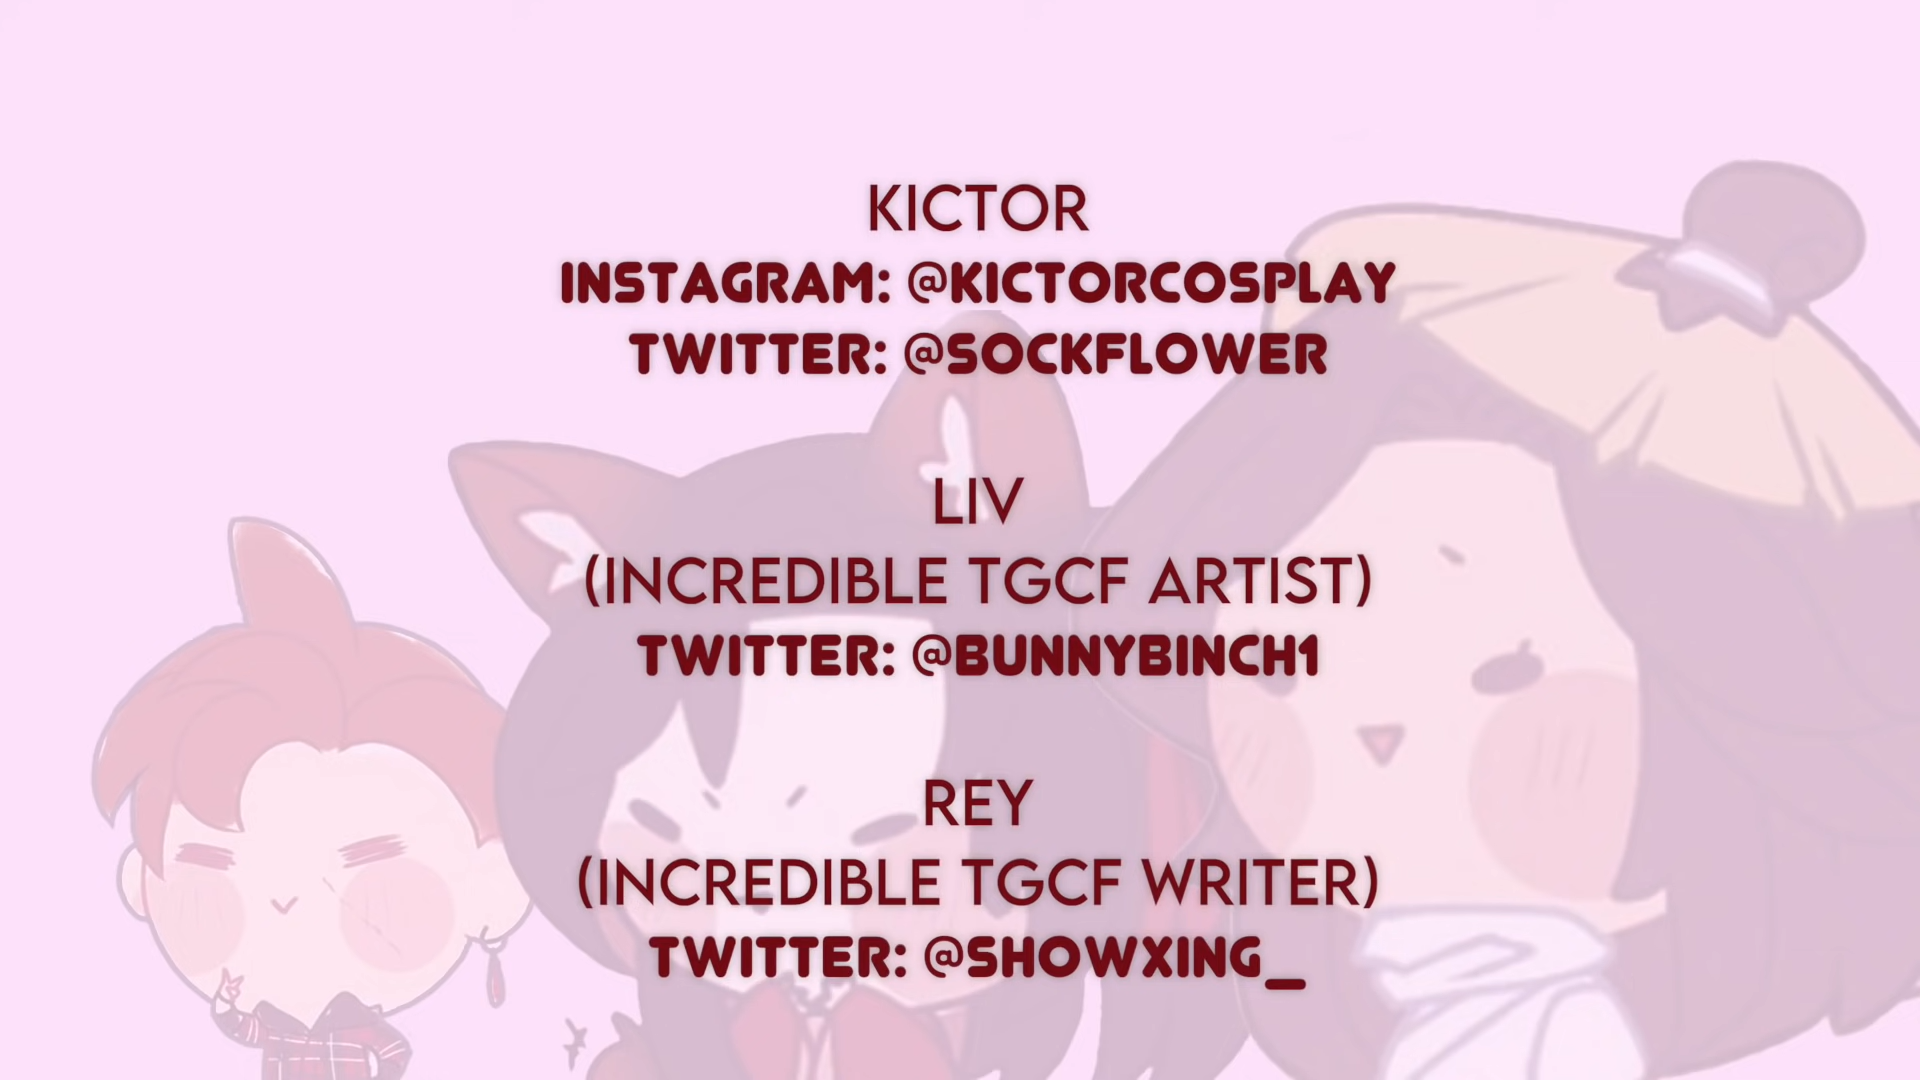 KICTOR
INSTAGRAM: @KICTORCOSPLAY
TWITTER: @SOCKFLOWER
LIV
(INCREDIBLE TGCF ARTIST)
TWITTER: @BUNNYBINCH1
REY
(INCREDIBLE TGCF WRITER)
TWITTER: @SHOWXING_